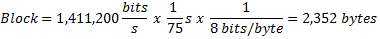 Block = 1,411,200 bits/s x 1/75 s x 1/(8 bits/byte) = 2,352 bytes